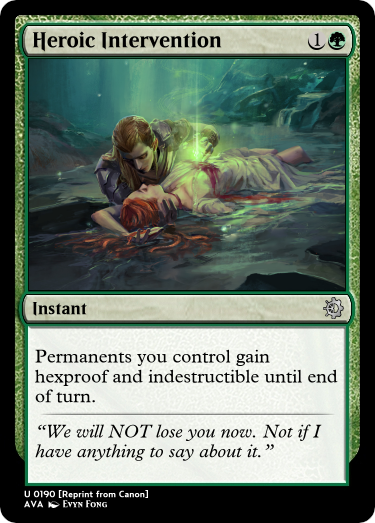 Heroic Intervention 1
Instant
Permanents you control gain
hexproof and indestructible until end
of turn.
“We will NOT lose you now. Not if I
have anything to say about it.”
U 0190 [Reprint from Canon]
AVA Evyn Fong